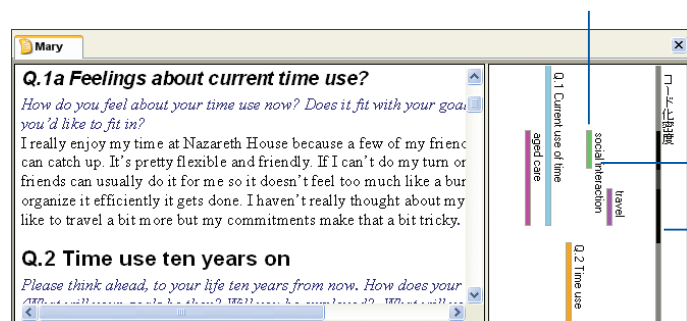 Mary
Q.1a Feelings about current time use?
How do you feel about your time use now? Does it fit with your goa
you'd like to fit in?
I really enjoy my time at Nazareth House because a few of my frienc
can catch up. It's pretty flexible and friendly. If I can't do my turn or
friends can usually do it for me so it doesn't feel too much like a bur
organize it efficiently it gets done. I haven't really thought about my
like to travel a bit more but my commitments make that a bit tricky.
Q.2 Time use ten years on
Please think ahead, to your life ten years from now. How does your
aged care
Q.1 Current use of time
Q.2 Time use
social interaction
travel
コード化密度